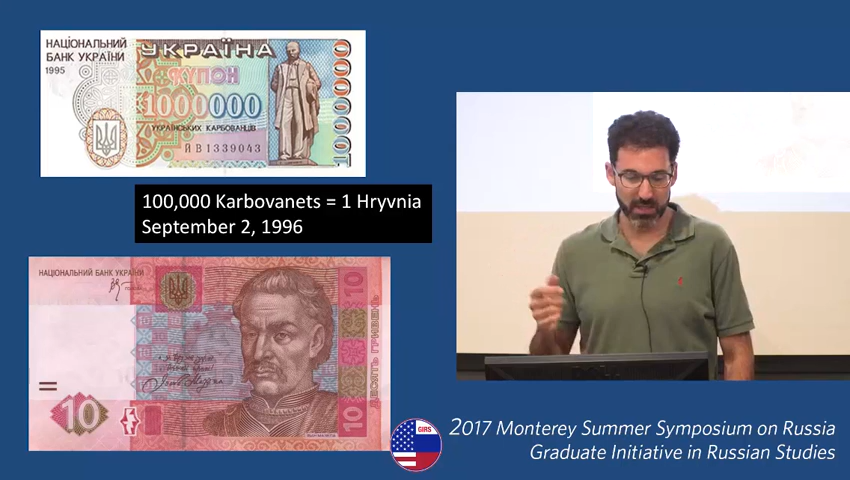 НАЦІОНАЛЬНИЙ
БАНК УКРАЇНИ
1995
УКРАЇНА
КУПОН
1000000
УКРАЇНСЬКИХ КАРБОВАНЦІВ
ЙВ1339043
1000000
100,000 Karbovanets = 1 Hryvnia
September 2, 1996
НАЦІОНАЛЬНИЙ БАНК УКРАЇНИ
10
10
10
ДЕСЯТЬ ГРИВЕНЬ
GIRS
2017 Monterey Summer Symposium on Russia
Graduate Initiative in Russian Studies